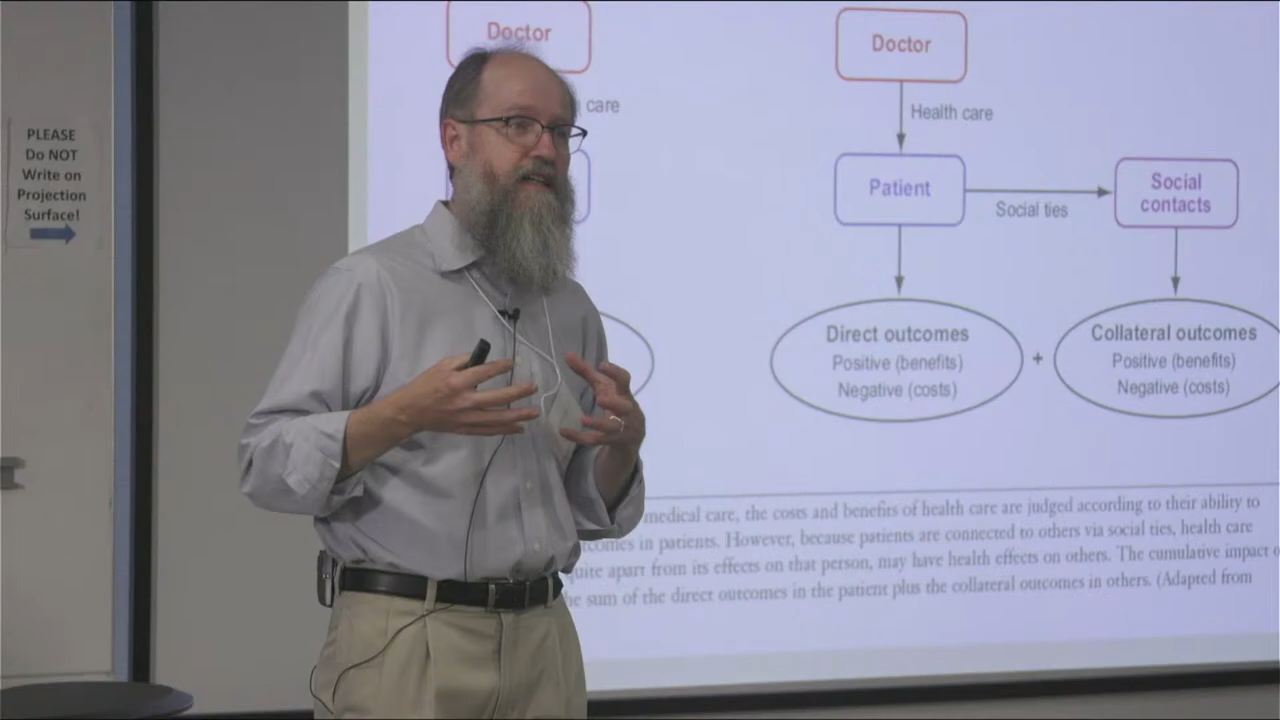 PLEASE
Do NOT
Write on
Projection
Surface!
Doctor
care
Doctor
Health care
Patient
Social ties
Social
contacts
Direct outcomes
Positive (benefits)
Negative (costs)
+
Collateral outcomes
Positive (benefits)
Negative (costs)
medical care, the costs and benefits of health care are judged according to their ability to
in patients. However, because patients are connected to others via social ties, health care
quite apart from its effects on that person, may have health effects on others. The cumulative impact
sum of the direct outcomes in the patient plus the collateral outcomes in others. (Adapted from